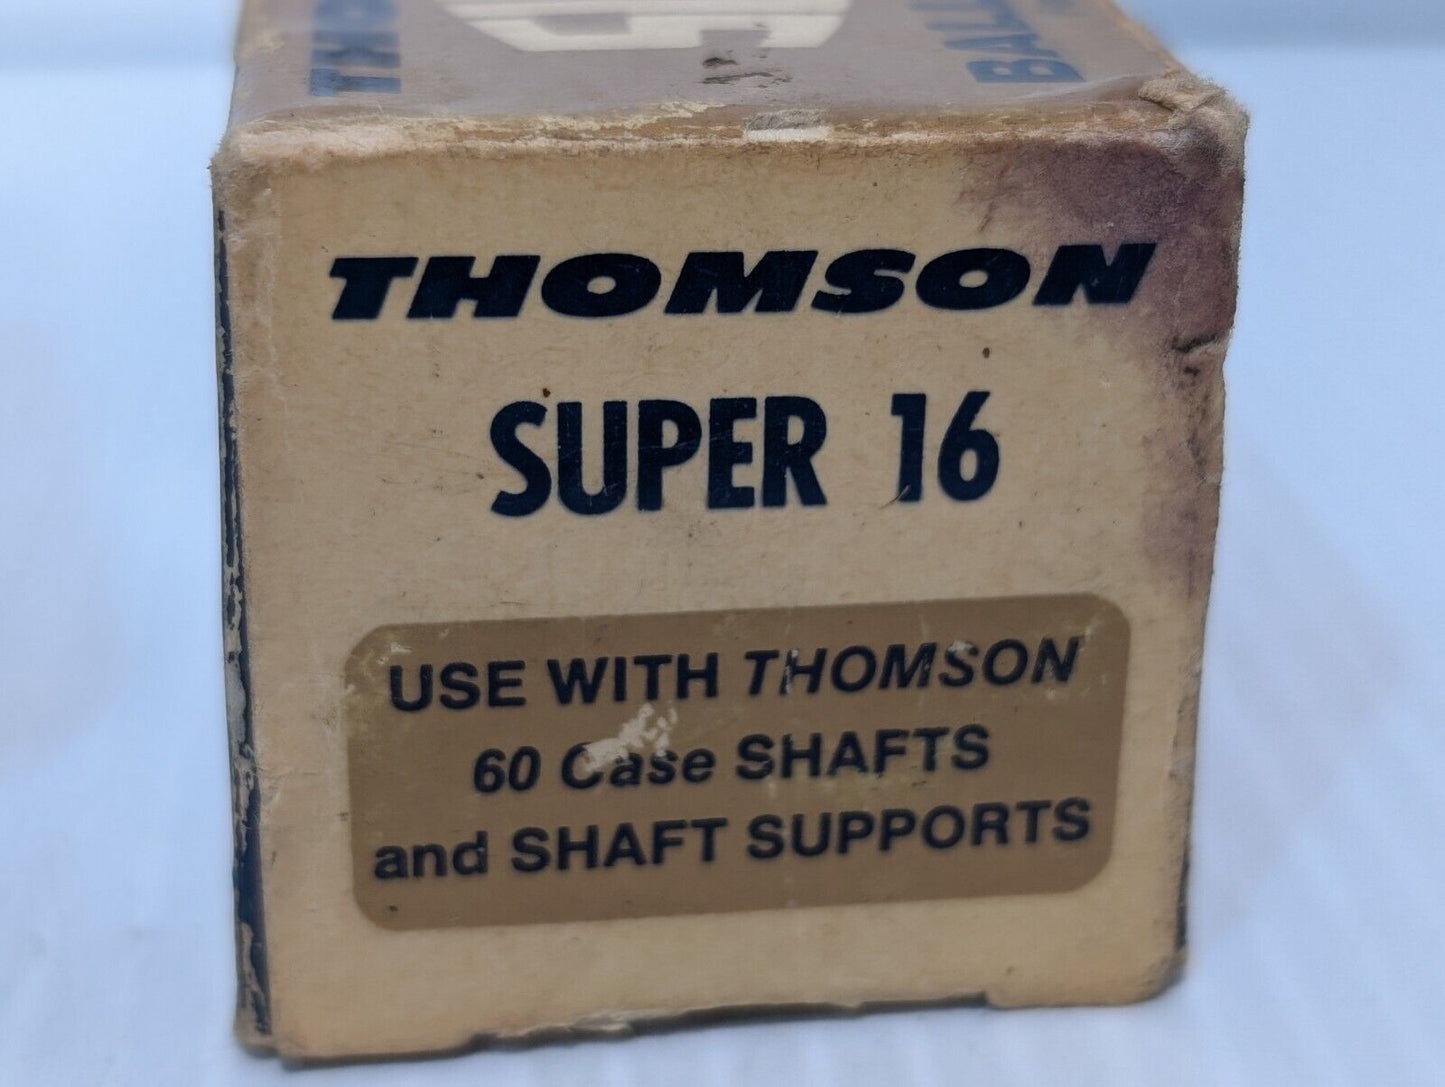 THOMSON
SUPER 16
USE WITH THOMSON
60 Case SHAFTS
and SHAFT SUPPORTS